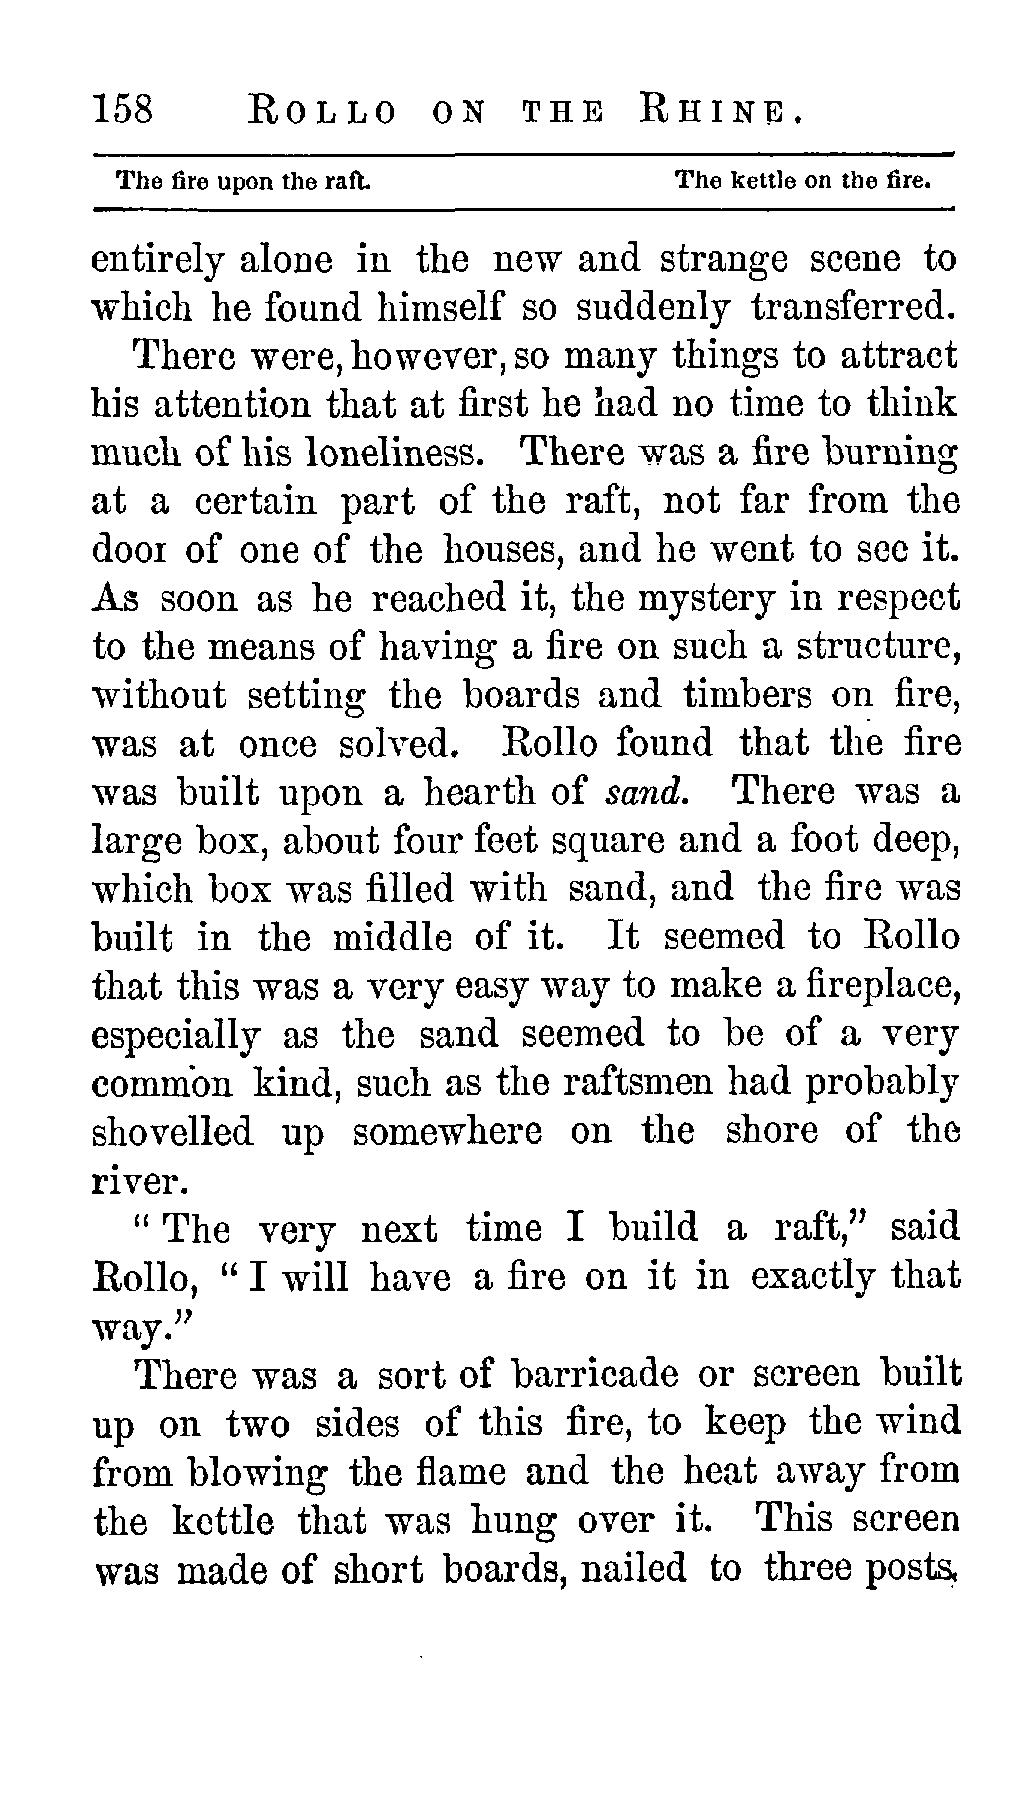 158 ROLLO ON THE RHINE.
The fire upon the raft. The kettle on the fire.
entirely alone in the new and strange scene to
which he found himself so suddenly transferred.
There were, however, so many things to attract
his attention that at first he had no time to think
much of his loneliness. There was a fire burning
at a certain part of the raft, not far from the
door of one of the houses, and he went to see it.
As soon as he reached it, the mystery in respect
to the means of having a fire on such a structure,
without setting the boards and timbers on fire,
was at once solved. Rollo found that the fire
was built upon a hearth of sand. There was a
large box, about four feet square and a foot deep,
which box was filled with sand, and the fire was
built in the middle of it. It seemed to Rollo
that this was a very easy way to make a fireplace,
especially as the sand seemed to be of a very
common kind, such as the raftsmen had probably
shovelled up somewhere on the shore of the
river.
"The very next time I build a raft," said
Rollo, "I will have a fire on it in exactly that
way."
There was a sort of barricade or screen built
up on two sides of this fire, to keep the wind
from blowing the flame and the heat away from
the kettle that was hung over it. This screen
was made of short boards, nailed to three posts,